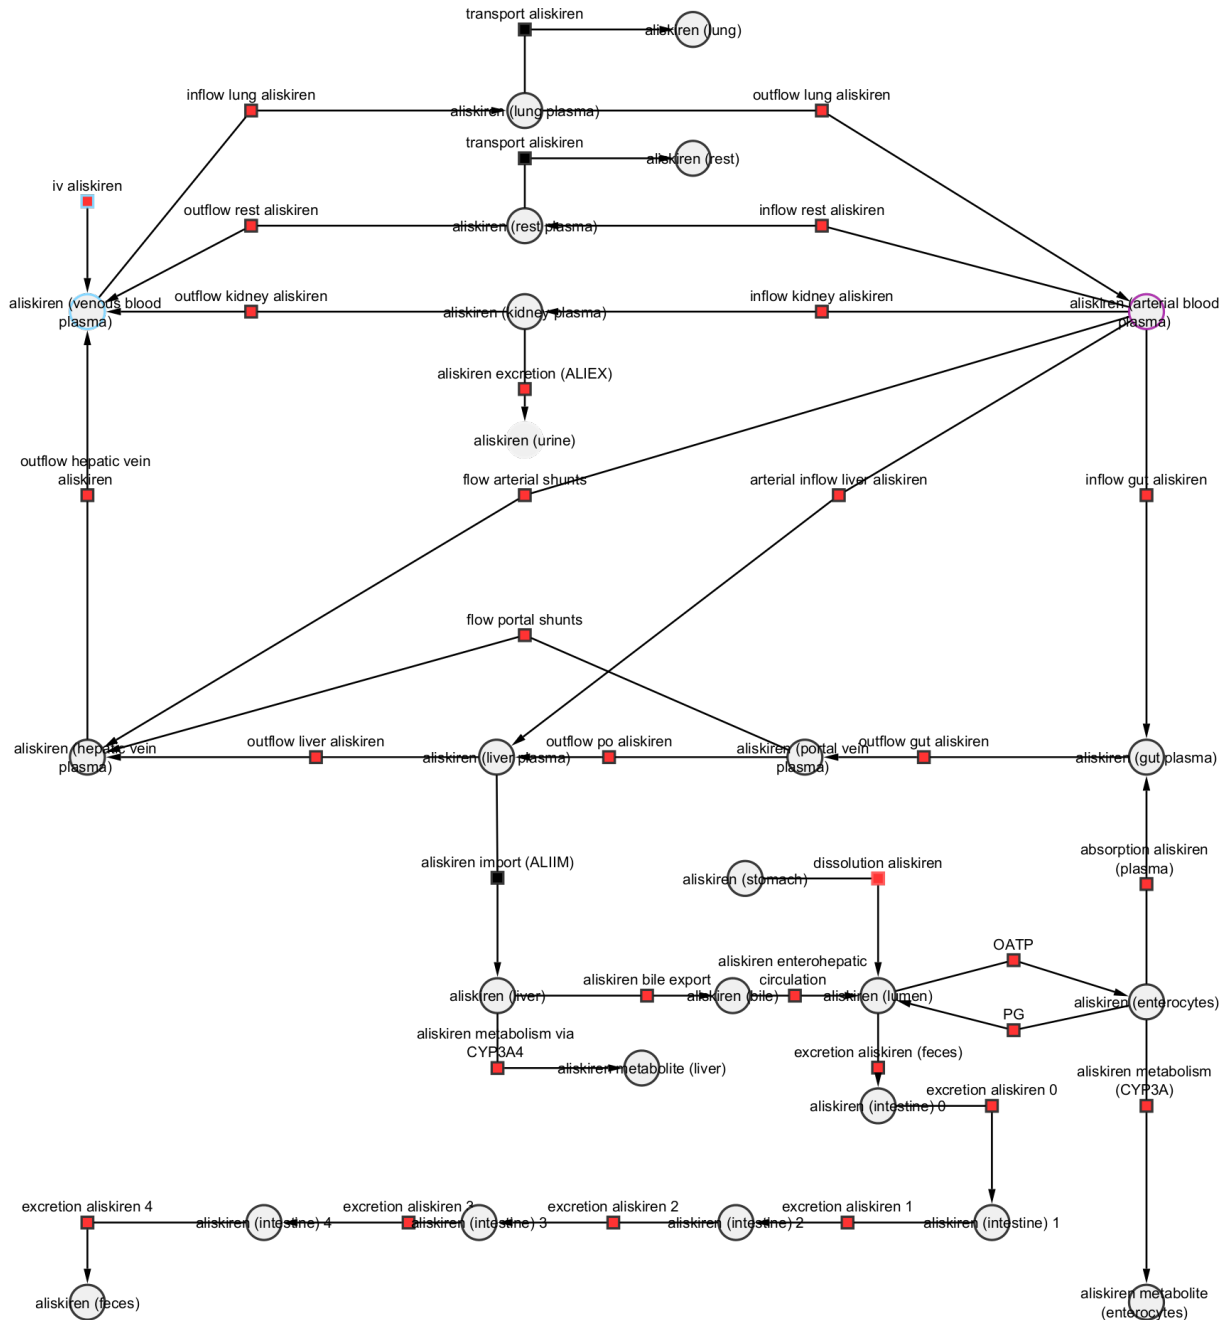 transport aliskiren
aliskiren (lung)
inflow lung aliskiren
outflow lung aliskiren
aliskiren (lung plasma)
transport aliskiren
aliskiren (rest)
iv aliskiren
outflow rest aliskiren
inflow rest aliskiren
aliskiren (rest plasma)
aliskiren (venous blood
plasma)
outflow kidney aliskiren
aliskiren (kidney plasma)
inflow kidney aliskiren
aliskiren (arterial blood
plasma)
aliskiren excretion (ALIEX)
aliskiren (urine)
outflow hepatic vein
aliskiren
flow arterial shunts
arterial inflow liver aliskiren
inflow gut aliskiren
flow portal shunts
aliskiren (hepatic vein
plasma)
outflow liver aliskiren
aliskiren (liver plasma)
outflow po aliskiren
aliskiren (portal vein
plasma)
outflow gut aliskiren
aliskiren (gut plasma)
aliskiren import (ALIIM)
aliskiren (stomach)
dissolution aliskiren
absorption aliskiren
(plasma)
OATP
aliskiren (liver)
aliskiren bile export
aliskiren (bile)
aliskiren enterohepatic
circulation
aliskiren (lumen)
aliskiren (enterocytes)
PG
aliskiren metabolism via
CYP3A4
aliskiren metabolite (liver)
excretion aliskiren (feces)
aliskiren metabolism
(CYP3A)
aliskiren (intestine) 0
excretion aliskiren 0
excretion aliskiren 4
aliskiren (intestine) 4
excretion aliskiren 3
aliskiren (intestine) 3
excretion aliskiren 2
aliskiren (intestine) 2
excretion aliskiren 1
aliskiren (intestine) 1
aliskiren (feces)
aliskiren metabolite
(enterocytes)